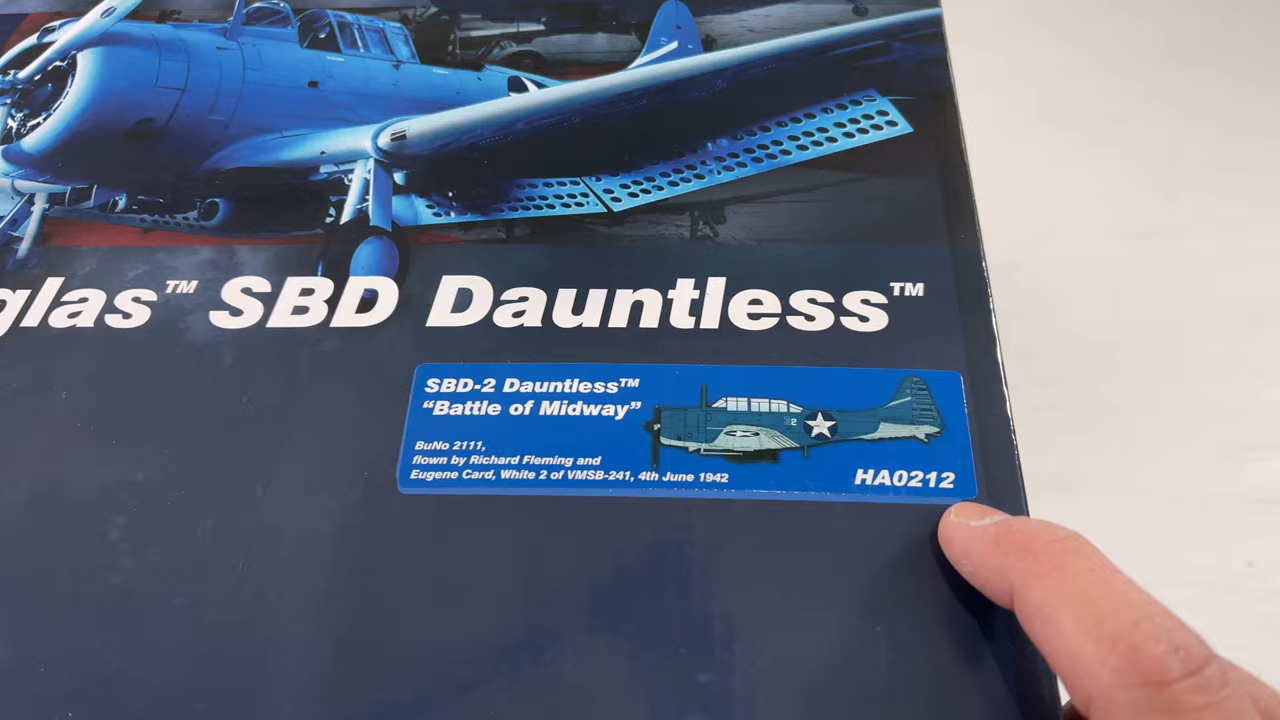 glas™ SBD Dauntless™
SBD-2 Dauntless™
“Battle of Midway”
BuNo 2111,
flown by Richard Fleming and
Eugene Card, White 2 of VMSB-241, 4th June 1942
2
HA0212